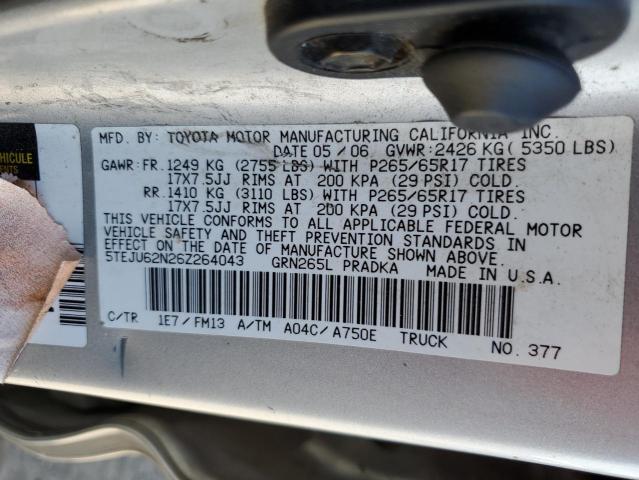 VEHICULE
MFD. BY: TOYOTA MOTOR MANUFACTURING CALIFORNIA INC.
DATE 05 / 06 GVWR: 2426 KG ( 5350 LBS)
GAWR: FR. 1249 KG (2755 LBS) WITH P265/65R17 TIRES
17X7.5JJ RIMS AT 200 KPA (29 PSI) COLD.
RR. 1410 KG (3110 LBS) WITH P265/65R17 TIRES
17X7.5JJ RIMS AT 200 KPA (29 PSI) COLD.
THIS VEHICLE CONFORMS TO ALL APPLICABLE FEDERAL MOTOR
VEHICLE SAFETY AND THEFT PREVENTION STANDARDS IN
EFFECT ON THE DATE OF MANUFACTURE SHOWN ABOVE.
5TEJU62N26Z264043 GRN265L PRADKA MADE IN U.S.A.
C/TR 1E7 / FM13 A/TM A04C / A750E TRUCK NO. 377